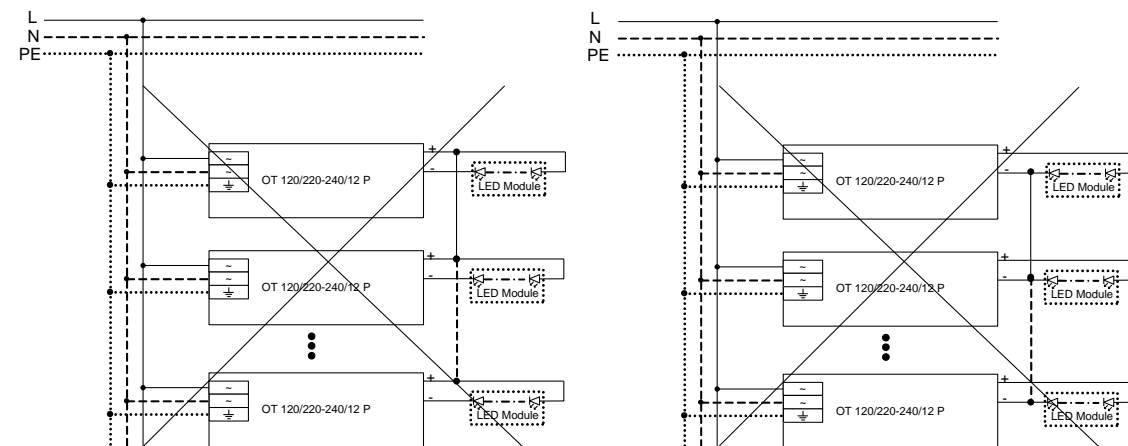 L
N
PE
+
~
~
OT 120/220-240/12 P
-
LED Module
+
~
~
OT 120/220-240/12 P
-
LED Module
+
~
~
OT 120/220-240/12 P
-
LED Module
L
N
PE
+
~
~
OT 120/220-240/12 P
-
LED Module
+
~
~
OT 120/220-240/12 P
-
LED Module
+
~
~
OT 120/220-240/12 P
-
LED Module